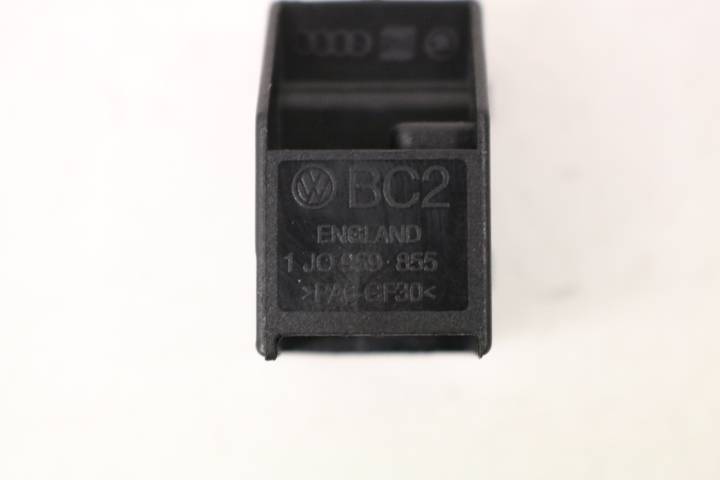 BC2
ENGLAND
1 J0 959 855
>PA6-GF30<